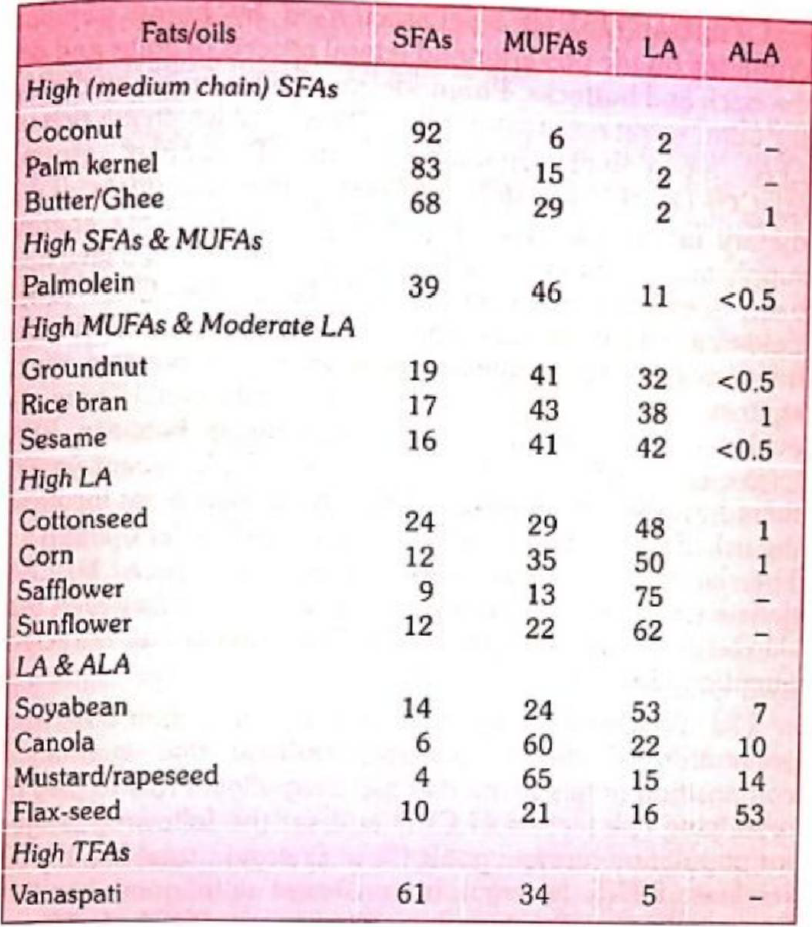 Fats/oils SFAs MUFAs LA ALA
High (medium chain) SFAs
Coconut 92 6 2 –
Palm kernel 83 15 2 –
Butter/Ghee 68 29 2 1
High SFAs & MUFAs
Palmolein 39 46 11 <0.5
High MUFAs & Moderate LA
Groundnut 19 41 32 <0.5
Rice bran 17 43 38 1
Sesame 16 41 42 <0.5
High LA
Cottonseed 24 29 48 1
Corn 12 35 50 1
Safflower 9 13 75 –
Sunflower 12 22 62 –
LA & ALA
Soyabean 14 24 53 7
Canola 6 60 22 10
Mustard/rapeseed 4 65 15 14
Flax-seed 10 21 16 53
High TFAs
Vanaspati 61 34 5 –